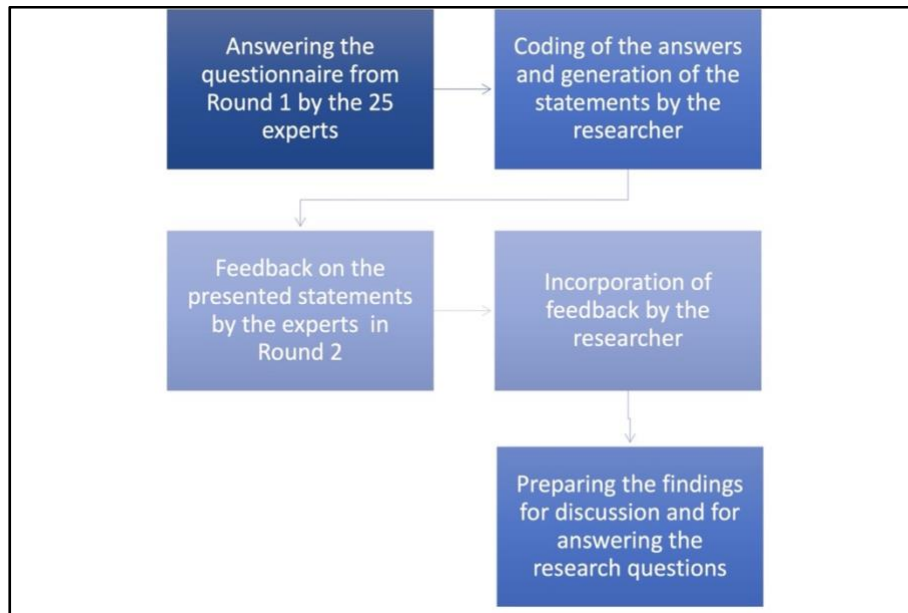 Answering the
questionnaire from
Round 1 by the 25
experts
Coding of the answers
and generation of the
statements by the
researcher
Feedback on the
presented statements
by the experts in
Round 2
Incorporation of
feedback by the
researcher
Preparing the findings
for discussion and for
answering the
research questions